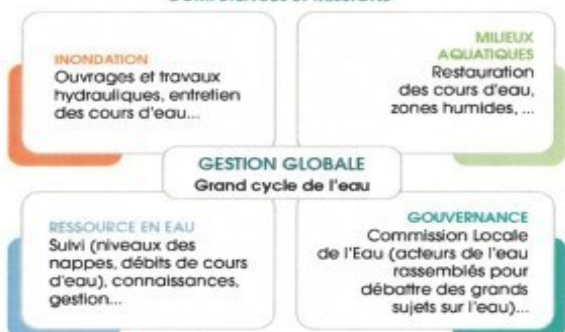 INONDATION
Ouvrages et travaux
hydrauliques, entretien
des cours d'eau...
MILIEUX
AQUATIQUES
Restauration
des cours d'eau,
zones humides, ...
GESTION GLOBALE
Grand cycle de l'eau
RESSOURCE EN EAU
Suivi (niveaux des
nappes, débits de cours
d'eau), connaissances,
gestion...
GOUVERNANCE
Commission Locale
de l'Eau (acteurs de l'eau
rassemblés pour
débattre des grands
sujets sur l'eau)...